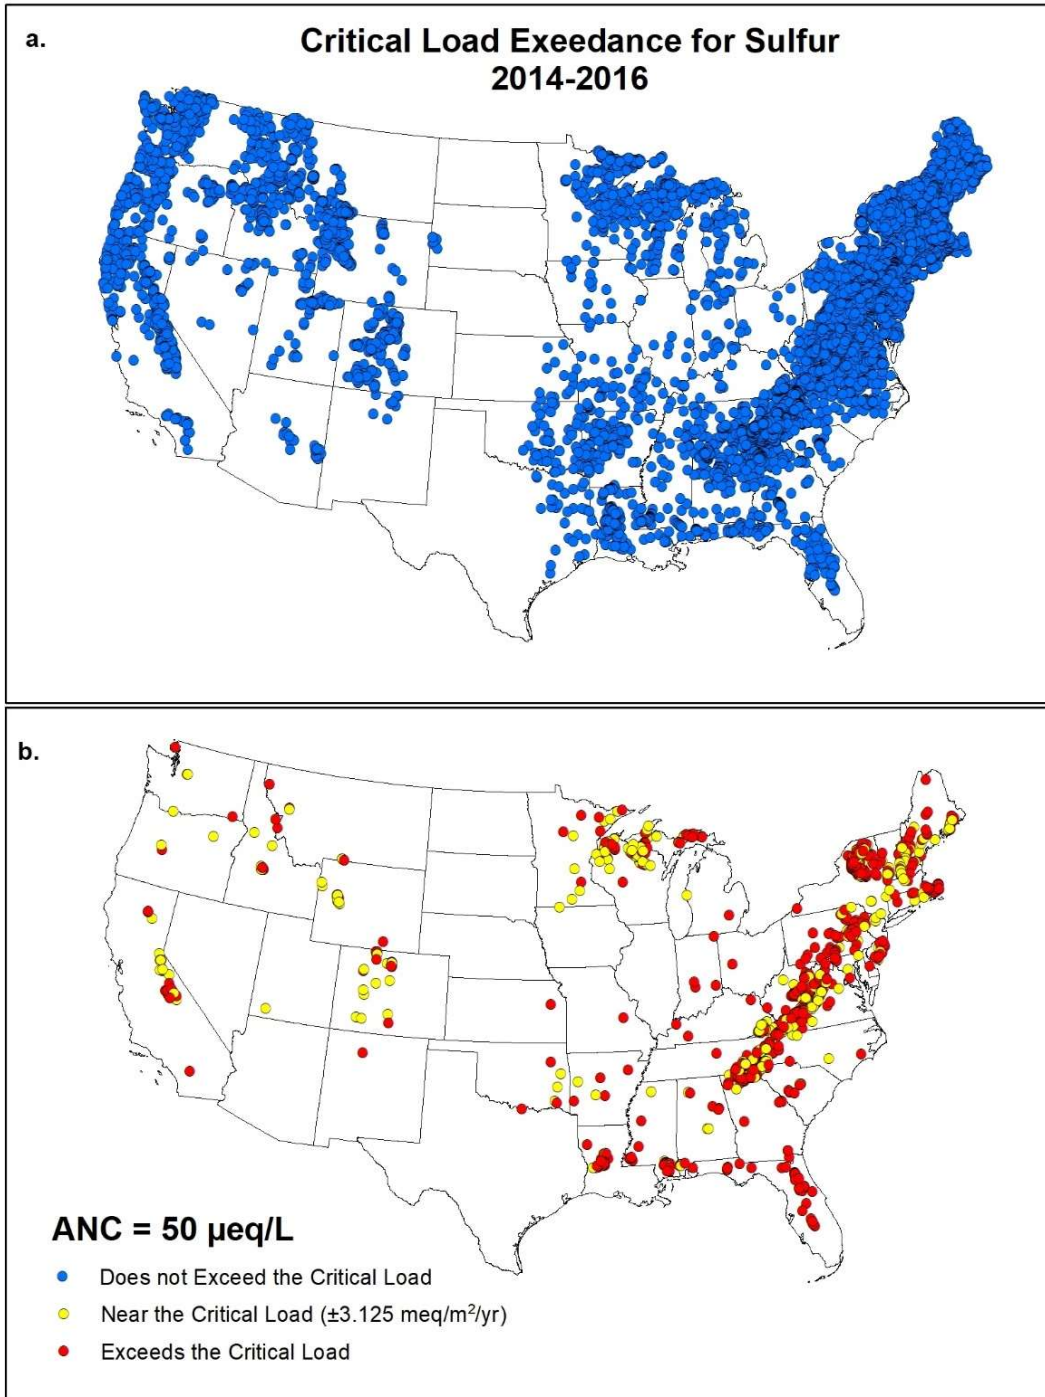 a.
Critical Load Exeedance for Sulfur
2014-2016
b.
ANC = 50 µeq/L
Does not Exceed the Critical Load
Near the Critical Load (±3.125 meq/m²/yr)
Exceeds the Critical Load